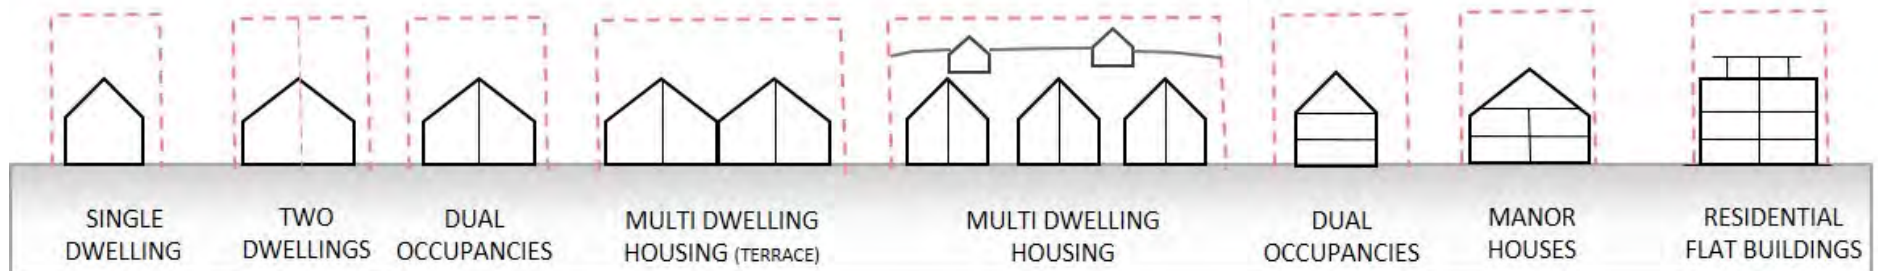 SINGLE
DWELLING
TWO
DWELLINGS
DUAL
OCCUPANCIES
MULTI DWELLING
HOUSING (TERRACE)
MULTI DWELLING
HOUSING
DUAL
OCCUPANCIES
MANOR
HOUSES
RESIDENTIAL
FLAT BUILDINGS